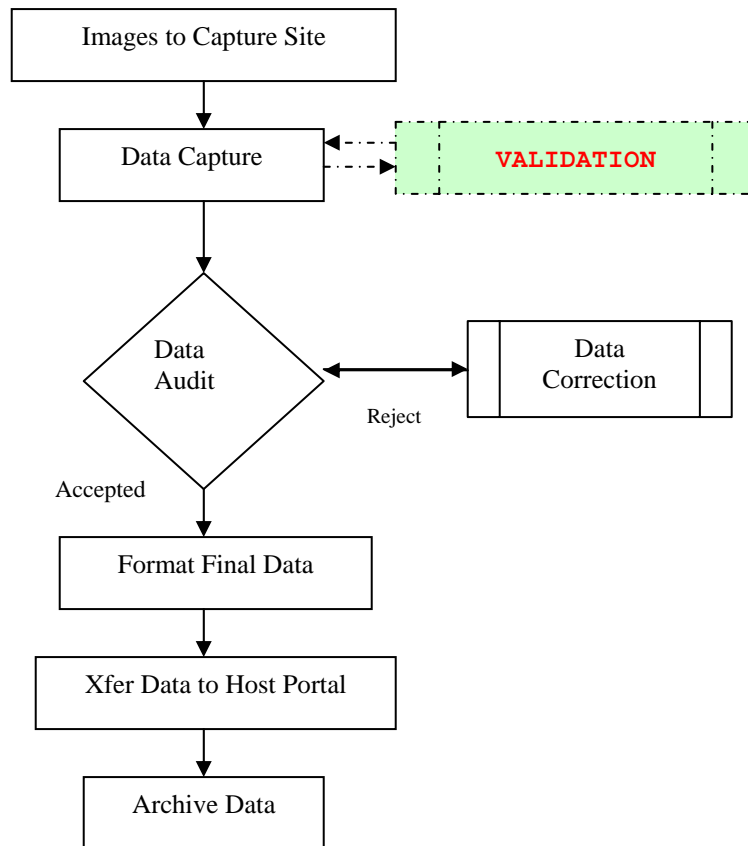 Images to Capture Site
Data Capture
VALIDATION
Data
Audit
Data
Correction
Reject
Accepted
Format Final Data
Xfer Data to Host Portal
Archive Data